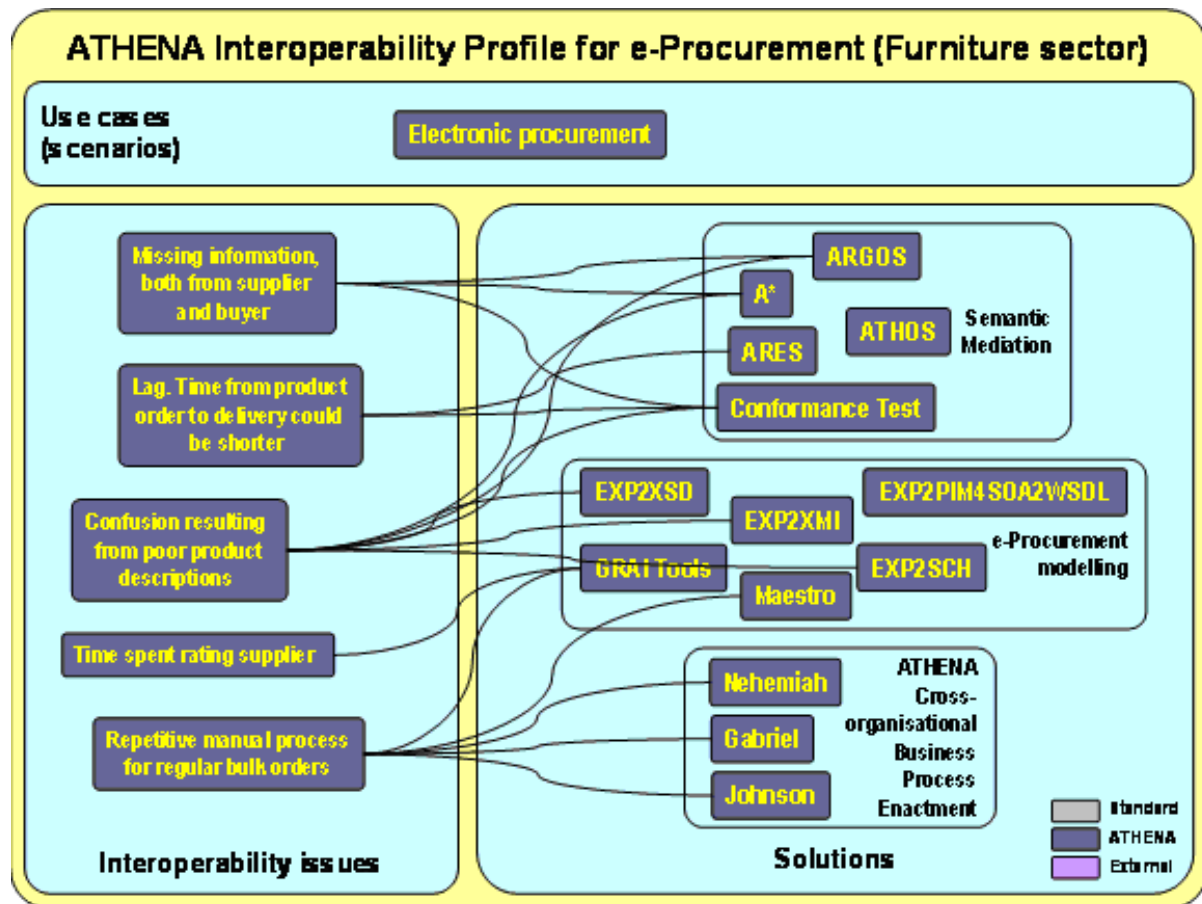 ATHENA Interoperability Profile for e-Procurement (Furniture sector)
Use cases
(scenarios)
Electronic procurement
Missing information,
both from supplier
and buyer
Lag. Time from product
order to delivery could
be shorter
Confusion resulting
from poor product
descriptions
Time spent rating supplier
Repetitive manual process
for regular bulk orders
Interoperability issues
ARGOS
A*
ATHOS
ARES
Conformance Test
Semantic
Mediation
EXP2XSD
EXP2PIM4SOA2WSDL
EXP2XMI
GRAI Tools
EXP2SCH
Maestro
e-Procurement
modelling
Nehemiah
Gabriel
Johnson
ATHENA
Cross-
organisational
Business
Process
Enactment
Solutions
Standard
ATHENA
External